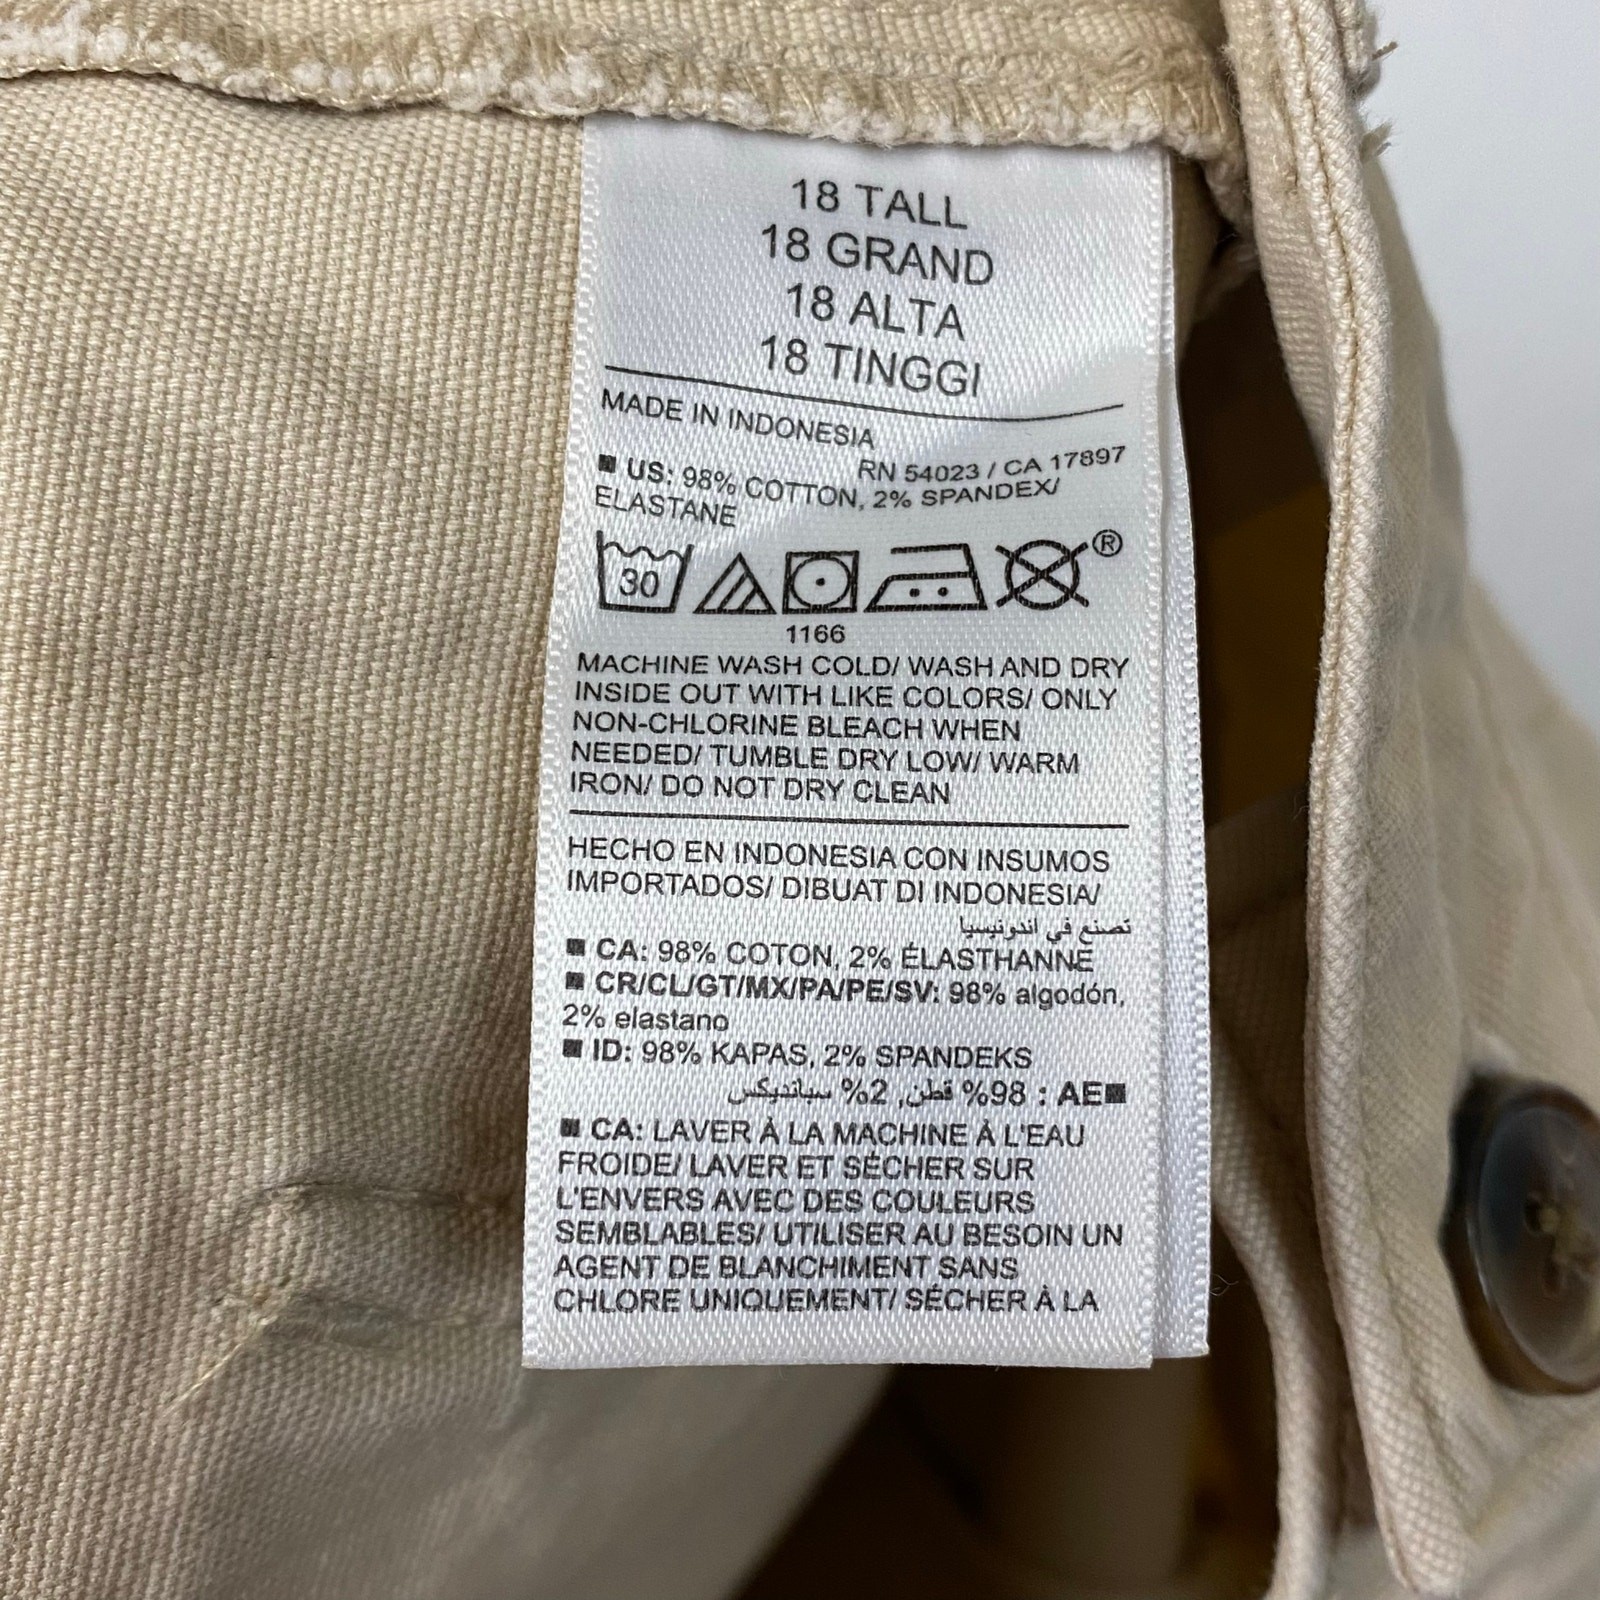 18 TALL
18 GRAND
18 ALTA
18 TINGGI
MADE IN INDONESIA
RN 54023 / CA 17897
■ US: 98% COTTON, 2% SPANDEX/
ELASTANE
30
®
1166
MACHINE WASH COLD/ WASH AND DRY
INSIDE OUT WITH LIKE COLORS/ ONLY
NON-CHLORINE BLEACH WHEN
NEEDED/ TUMBLE DRY LOW/ WARM
IRON/ DO NOT DRY CLEAN
HECHO EN INDONESIA CON INSUMOS
IMPORTADOS/ DIBUAT DI INDONESIA/
تصنع في اندونيسيا
■ CA: 98% COTON, 2% ÉLASTHANNE
■ CR/CL/GT/MX/PA/PE/SV: 98% algodón,
2% elastano
■ ID: 98% KAPAS, 2% SPANDEKS
■AE : 98% قطن, 2% سبانديكس
■ CA: LAVER À LA MACHINE À L'EAU
FROIDE/ LAVER ET SÉCHER SUR
L'ENVERS AVEC DES COULEURS
SEMBLABLES/ UTILISER AU BESOIN UN
AGENT DE BLANCHIMENT SANS
CHLORE UNIQUEMENT/ SÉCHER À LA